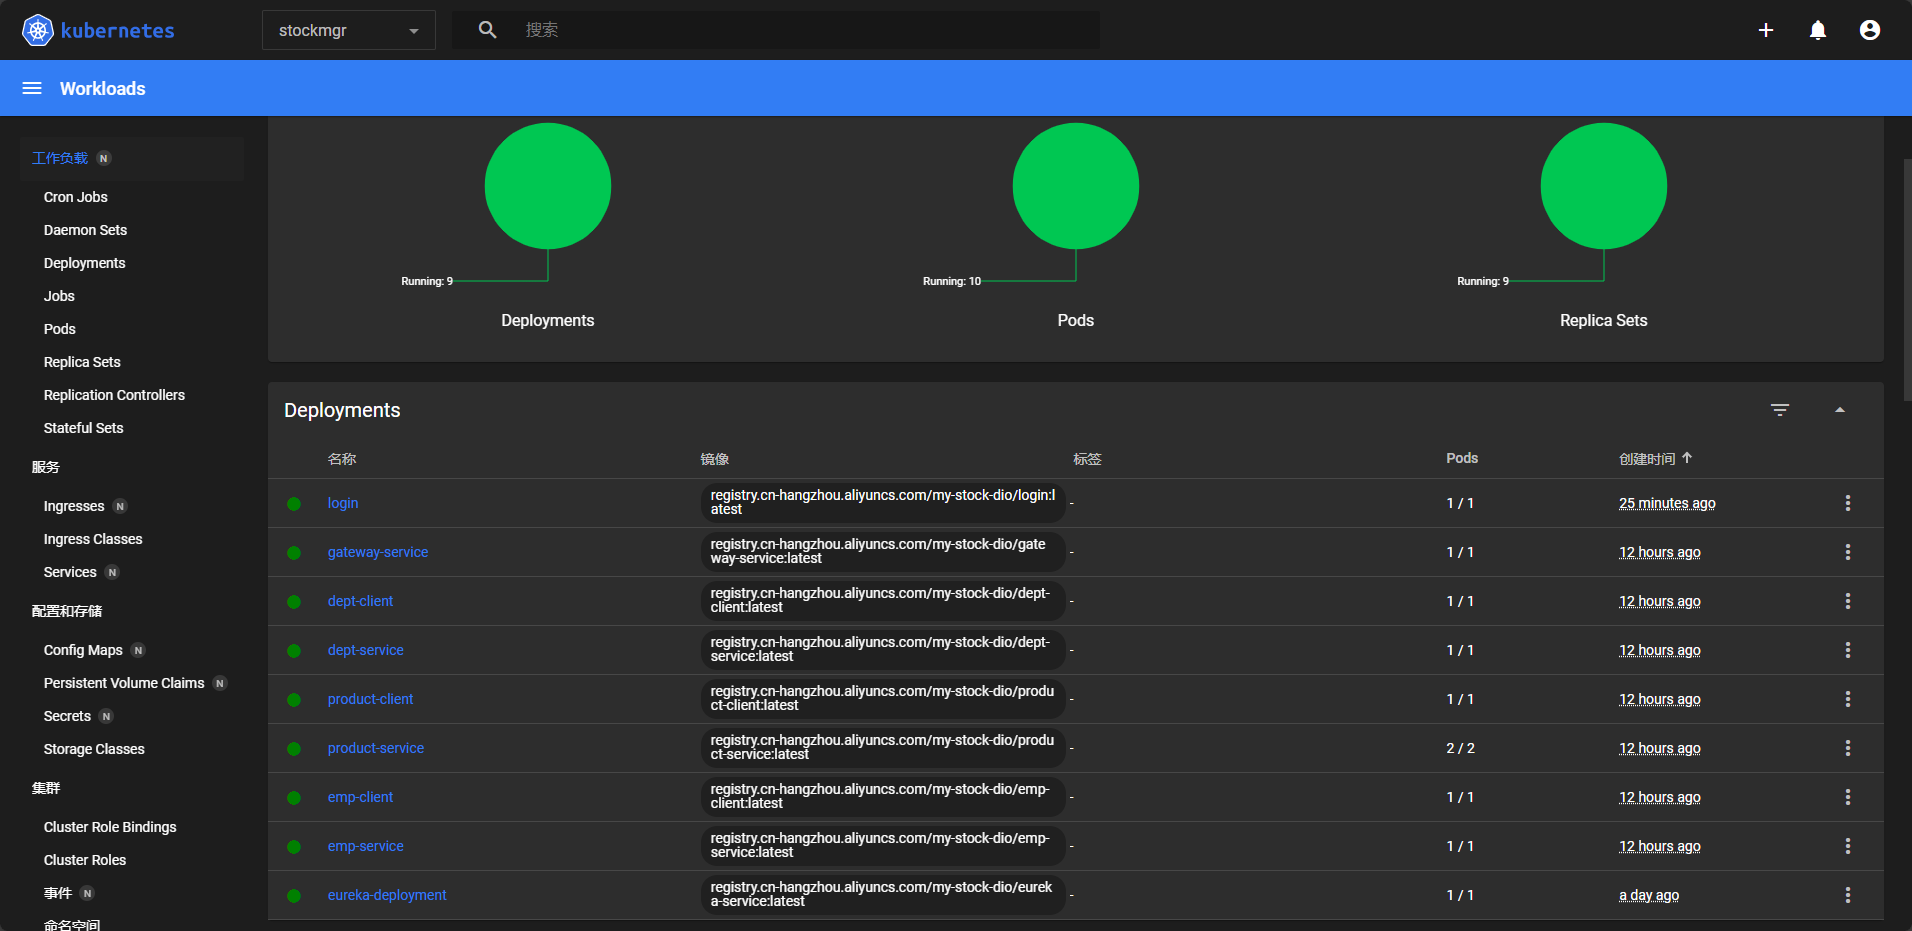 kubernetes
stockmgr
搜索
Workloads
工作负载 N
Cron Jobs
Daemon Sets
Deployments
Jobs
Pods
Replica Sets
Replication Controllers
Stateful Sets
服务
Ingresses N
Ingress Classes
Services N
配置和存储
Config Maps N
Persistent Volume Claims N
Secrets N
Storage Classes
集群
Cluster Role Bindings
Cluster Roles
事件 N
命名空间
Running: 9
Deployments
Running: 10
Pods
Running: 9
Replica Sets
Deployments
名称 镜像 标签 Pods 创建时间
login
registry.cn-hangzhou.aliyuncs.com/my-stock-dio/login:l
atest
- 1 / 1 25 minutes ago
gateway-service
registry.cn-hangzhou.aliyuncs.com/my-stock-dio/gate
way-service:latest
- 1 / 1 12 hours ago
dept-client
registry.cn-hangzhou.aliyuncs.com/my-stock-dio/dept-
client:latest
- 1 / 1 12 hours ago
dept-service
registry.cn-hangzhou.aliyuncs.com/my-stock-dio/dept-
service:latest
- 1 / 1 12 hours ago
product-client
registry.cn-hangzhou.aliyuncs.com/my-stock-dio/produ
ct-client:latest
- 1 / 1 12 hours ago
product-service
registry.cn-hangzhou.aliyuncs.com/my-stock-dio/produ
ct-service:latest
- 2 / 2 12 hours ago
emp-client
registry.cn-hangzhou.aliyuncs.com/my-stock-dio/emp-
client:latest
- 1 / 1 12 hours ago
emp-service
registry.cn-hangzhou.aliyuncs.com/my-stock-dio/emp-
service:latest
- 1 / 1 12 hours ago
eureka-deployment
registry.cn-hangzhou.aliyuncs.com/my-stock-dio/eurek
a-service:latest
- 1 / 1 a day ago